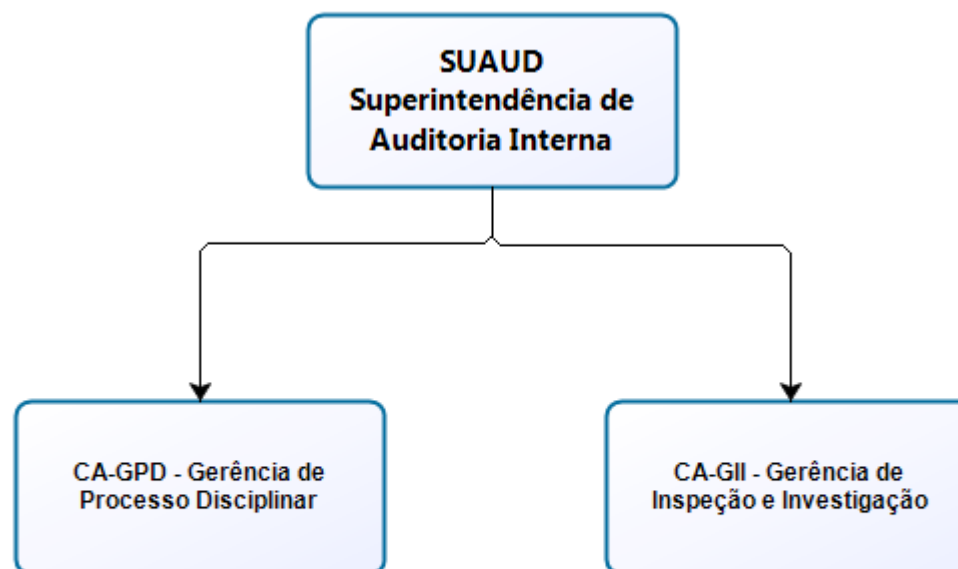 SUAUD
Superintendência de
Auditoria Interna
CA-GPD - Gerência de
Processo Disciplinar
CA-GII - Gerência de
Inspeção e Investigação